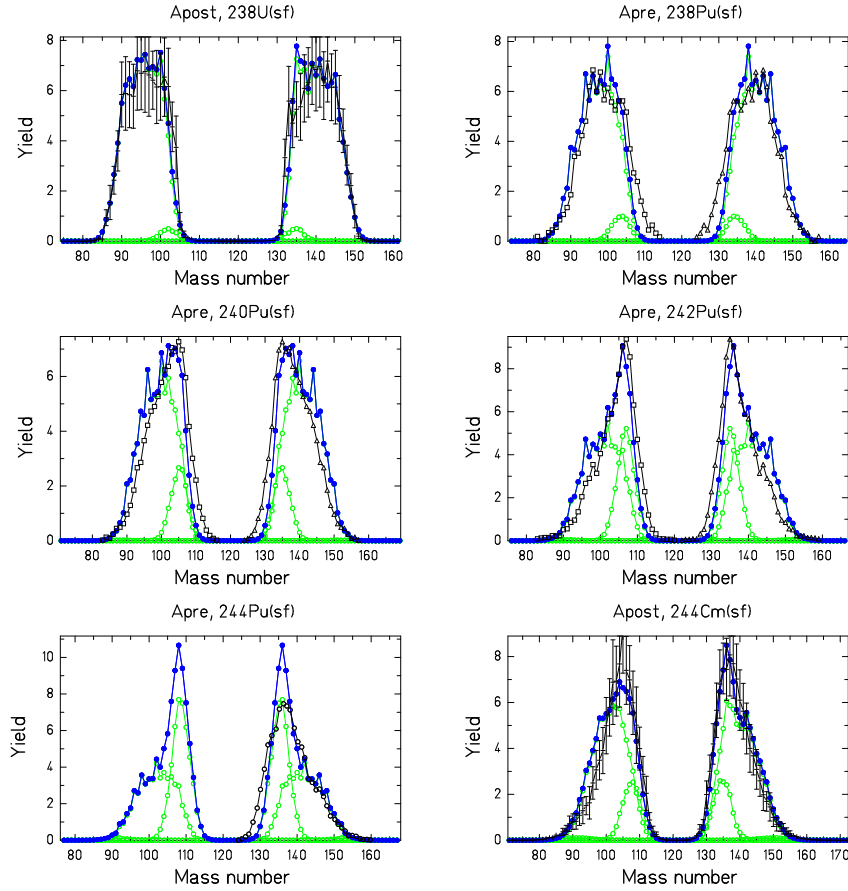 Apost, 238U(sf)
Apre, 238Pu(sf)
8
6
4
2
0
Yield
80 90 100 110 120 130 140 150 160
Mass number
8
6
4
2
0
Yield
80 90 100 110 120 130 140 150 160
Mass number
Apre, 240Pu(sf)
Apre, 242Pu(sf)
6
4
2
0
Yield
80 90 100 110 120 130 140 150 160
Mass number
8
6
4
2
0
Yield
80 90 100 110 120 130 140 150 160
Mass number
Apre, 244Pu(sf)
Apost, 244Cm(sf)
10
8
6
4
2
0
Yield
80 90 100 110 120 130 140 150 160
Mass number
8
6
4
2
0
Yield
80 90 100 110 120 130 140 150 160 170
Mass number